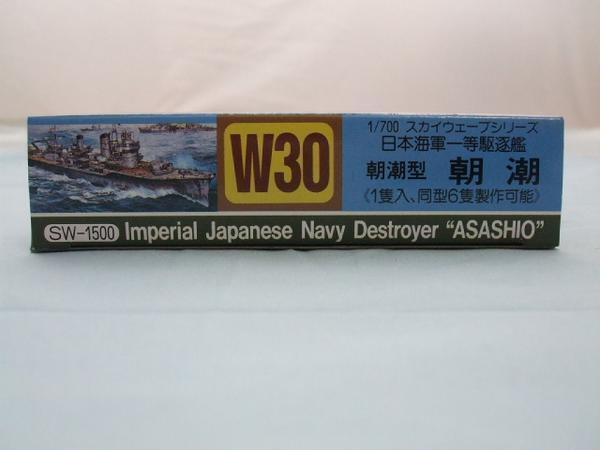 W30
1/700 スカイウェーブシリーズ
日本海軍一等駆逐艦
朝潮型 朝潮
《1隻入、同型6隻製作可能》
SW-1500 Imperial Japanese Navy Destroyer "ASASHIO"